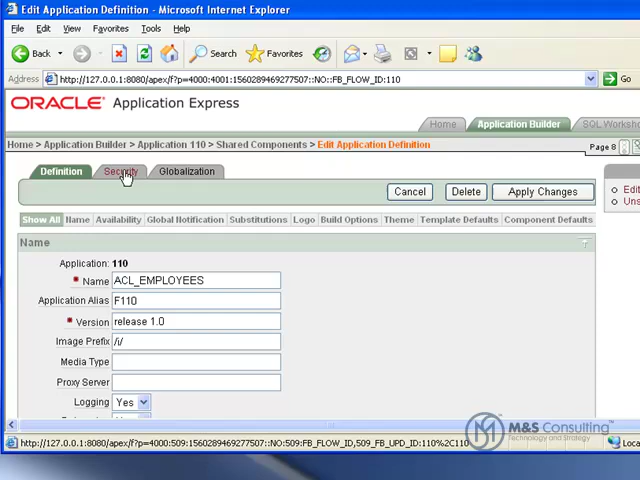 Edit Application Definition - Microsoft Internet Explorer
File Edit View Favorites Tools Help
Back Search Favorites
Address http://127.0.0.1:8080/apex/f?p=4000:4001:1560289469277507::NO::FB_FLOW_ID:110 Go
ORACLE Application Express
Home Application Builder SQL Worksh
Home > Application Builder > Application 110 > Shared Components > Edit Application Definition Page 8
Definition Security Globalization
Cancel Delete Apply Changes Edi
Uns
Show All Name Availability Global Notification Substitutions Logo Build Options Theme Template Defaults Component Defaults
Name
Application: 110
* Name ACL_EMPLOYEES
Application Alias F110
* Version release 1.0
Image Prefix /i/
Media Type
Proxy Server
Logging Yes
M&S Consulting
Technology and Strategy
http://127.0.0.1:8080/apex/f?p=4000:509:1560289469277507::NO:509:FB_FLOW_ID,509_FB_UPD_ID:110%2C110 Loca